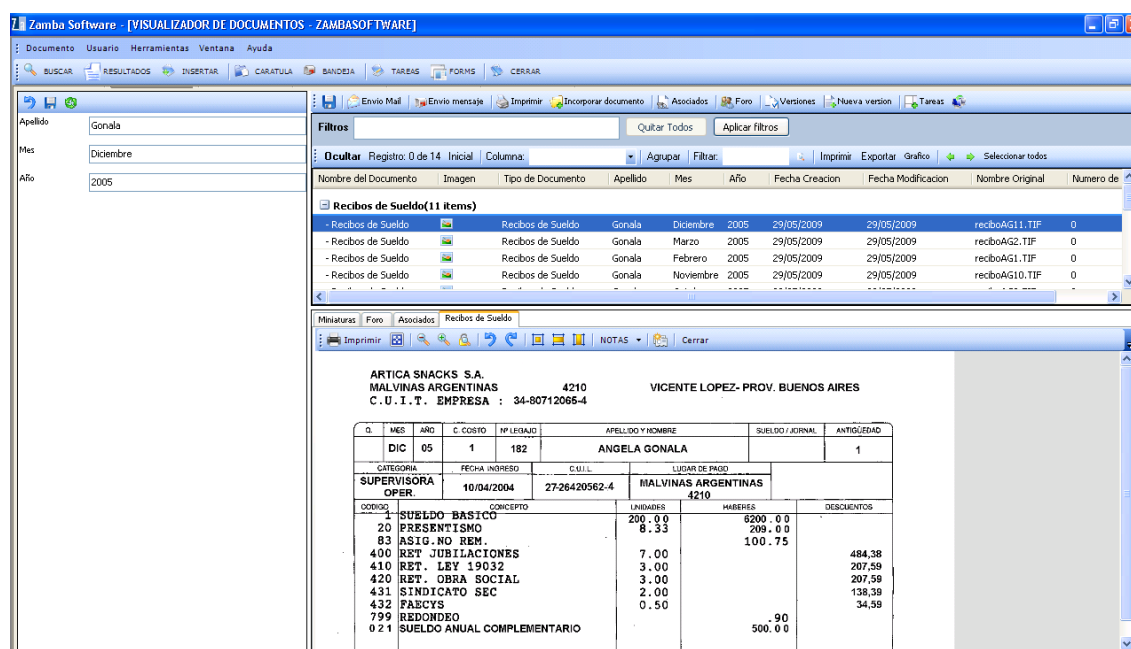 Zamba Software - [VISUALIZADOR DE DOCUMENTOS - ZAMBASOFTWARE]
Documento Usuario Herramientas Ventana Ayuda
BUSCAR RESULTADOS INSERTAR CARATULA BANDEJA TAREAS FORMS CERRAR
Apellido Gonala
Mes Diciembre
Año 2005
Envio Mail Envio mensaje Imprimir Incorporar documento Asociados Foro Versiones Nueva version Tareas
Filtros Quitar Todos Aplicar filtros
Ocultar Registro: 0 de 14 Inicial Columna: Agrupar Filtrar: Imprimir Exportar Grafico Seleccionar todos
Nombre del Documento Imagen Tipo de Documento Apellido Mes Año Fecha Creacion Fecha Modificacion Nombre Original Numero de
Recibos de Sueldo(11 items)
- Recibos de Sueldo Recibos de Sueldo Gonala Diciembre 2005 29/05/2009 29/05/2009 reciboAG11.TIF 0
- Recibos de Sueldo Recibos de Sueldo Gonala Marzo 2005 29/05/2009 29/05/2009 reciboAG2.TIF 0
- Recibos de Sueldo Recibos de Sueldo Gonala Febrero 2005 29/05/2009 29/05/2009 reciboAG1.TIF 0
- Recibos de Sueldo Recibos de Sueldo Gonala Noviembre 2005 29/05/2009 29/05/2009 reciboAG10.TIF 0
Miniaturas Foro Asociados Recibos de Sueldo
Imprimir NOTAS Cerrar
ARTICA SNACKS S.A.
MALVINAS ARGENTINAS 4210 VICENTE LOPEZ- PROV. BUENOS AIRES
C.U.I.T. EMPRESA : 34-80712065-4
Q. MES AÑO C. COSTO Nº LEGAJO APELLIDO Y NOMBRE SUELDO / JORNAL ANTIGÜEDAD
DIC 05 1 182 ANGELA GONALA 1
CATEGORIA FECHA INGRESO C.U.I.L. LUGAR DE PAGO
SUPERVISORA OPER. 10/04/2004 27-26420562-4 MALVINAS ARGENTINAS 4210
CODIGO CONCEPTO UNIDADES HABERES DESCUENTOS
1 SUELDO BASICO 200.00 6200.00
20 PRESENTISMO 8.33 209.00
83 ASIG.NO REM. 100.75
400 RET JUBILACIONES 7.00 484,38
410 RET. LEY 19032 3.00 207,59
420 RET. OBRA SOCIAL 3.00 207,59
431 SINDICATO SEC 2.00 138,39
432 FAECYS 0.50 34,59
799 REDONDEO .90
021 SUELDO ANUAL COMPLEMENTARIO 500.00